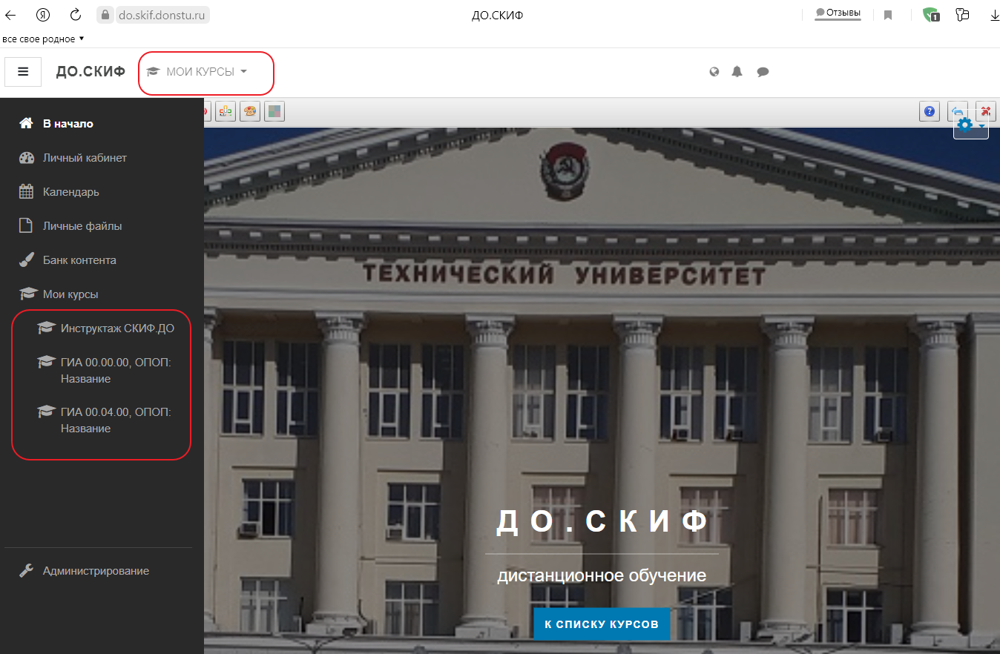 do.skif.donstu.ru
ДО.СКИФ
Отзывы
1
все свое родное
ДО.СКИФ
МОИ КУРСЫ
В начало
Личный кабинет
Календарь
Личные файлы
Банк контента
Мои курсы
Инструктаж СКИФ.ДО
ГИА 00.00.00, ОПОП:
Название
ГИА 00.04.00, ОПОП:
Название
Администрирование
ТЕХНИЧЕСКИЙ УНИВЕРСИТЕТ
ДО.СКИФ
дистанционное обучение
К СПИСКУ КУРСОВ